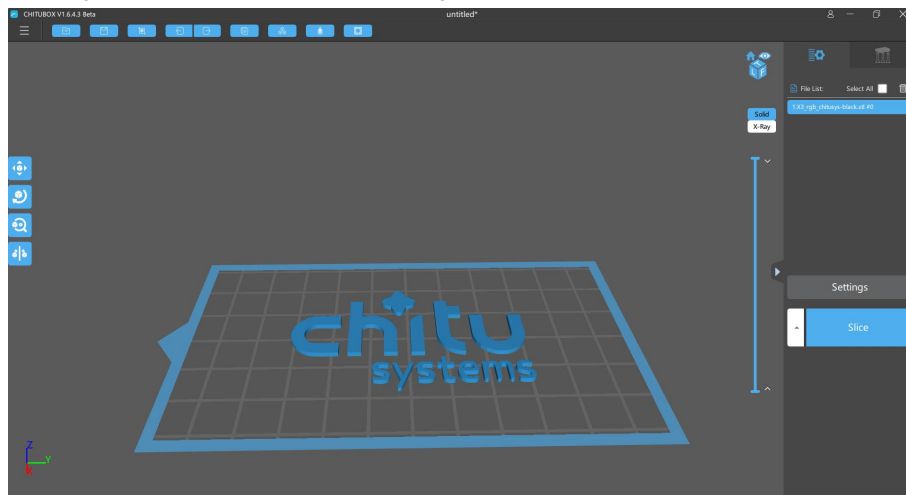 CHITUBOX V1.6.4.3 Beta
untitled*
File List:
Select All
1.X3_rgb_chitusys-black.stl #0
Solid
X-Ray
chitu
systems
Settings
Slice
Z
Y
X